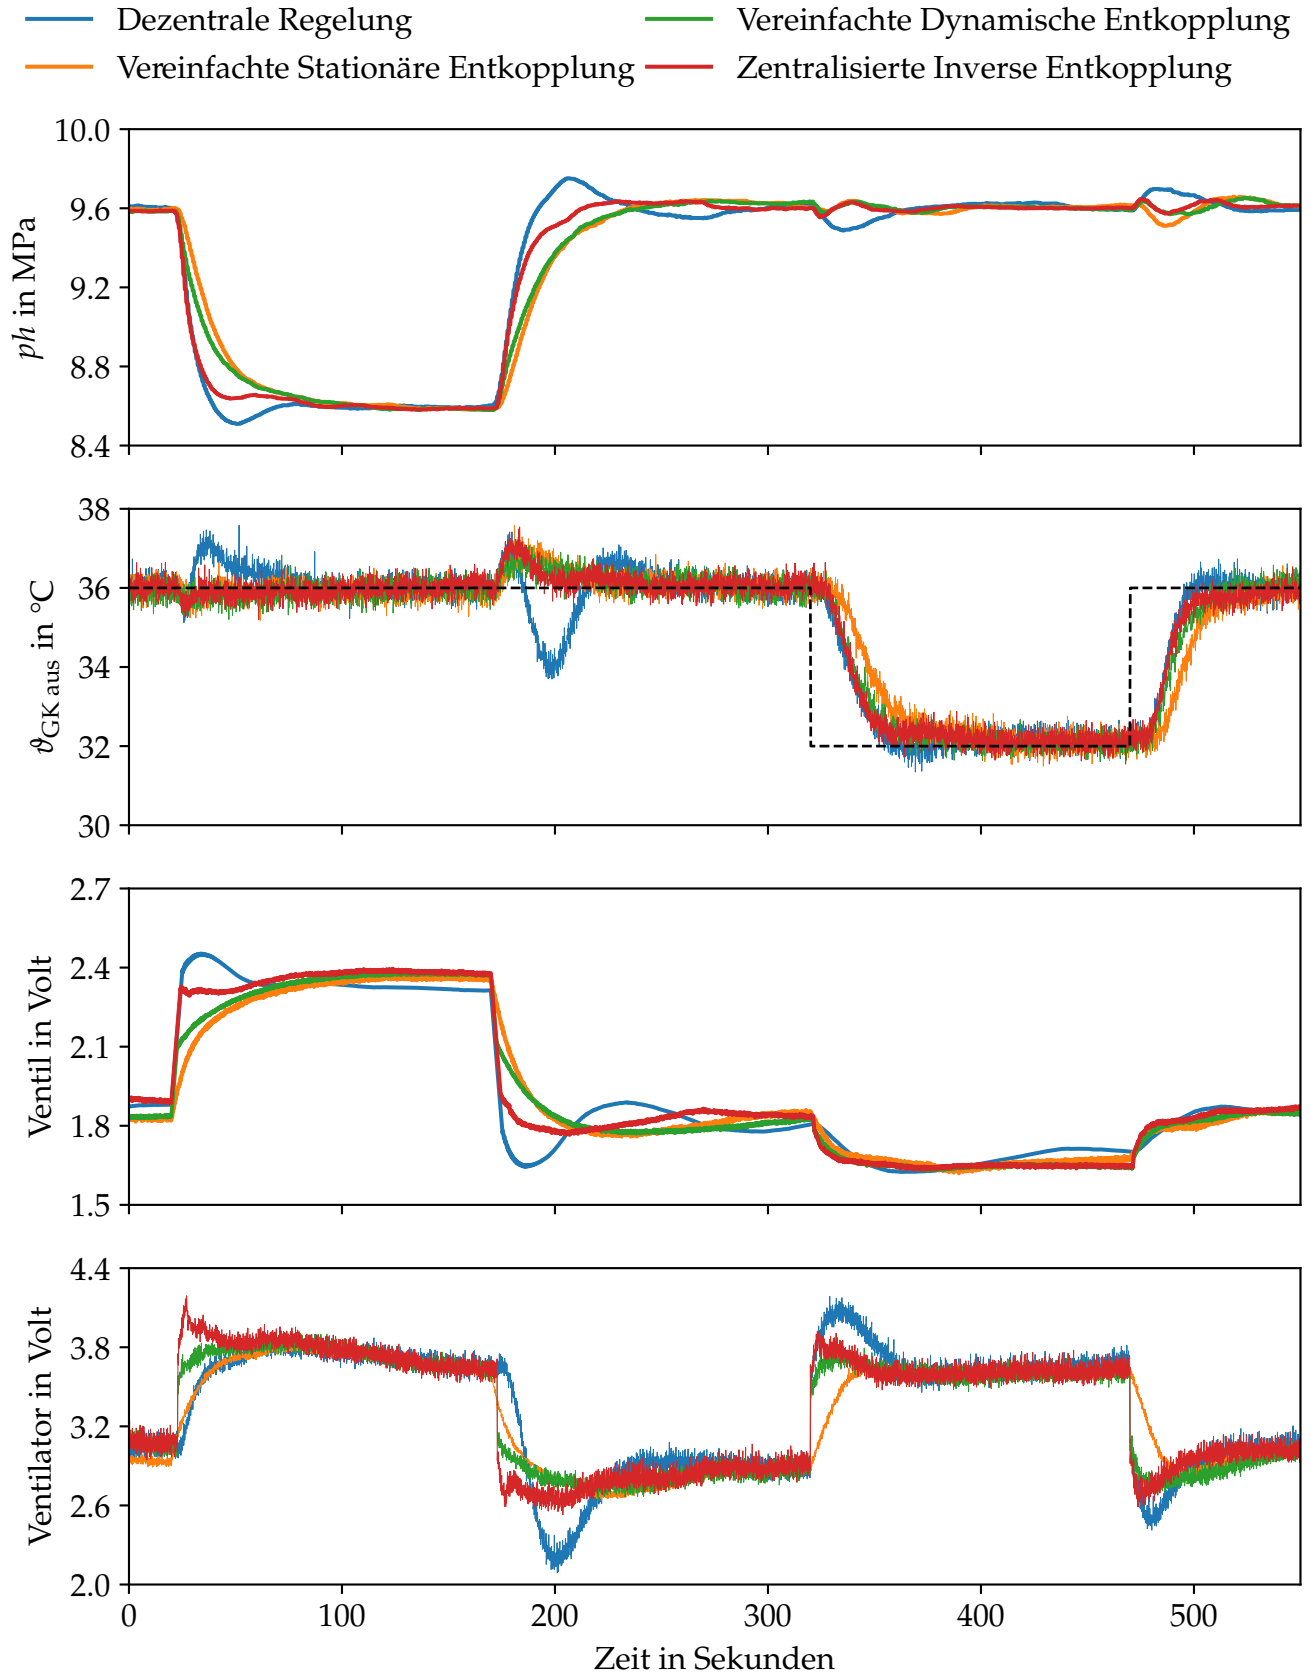 Dezentrale Regelung
Vereinfachte Stationäre Entkopplung
Vereinfachte Dynamische Entkopplung
Zentralisierte Inverse Entkopplung
10.0
9.6
9.2
8.8
8.4
ph in MPa
38
36
34
32
30
ϑGK aus in °C
2.7
2.4
2.1
1.8
1.5
Ventil in Volt
4.4
3.8
3.2
2.6
2.0
Ventilator in Volt
0 100 200 300 400 500
Zeit in Sekunden